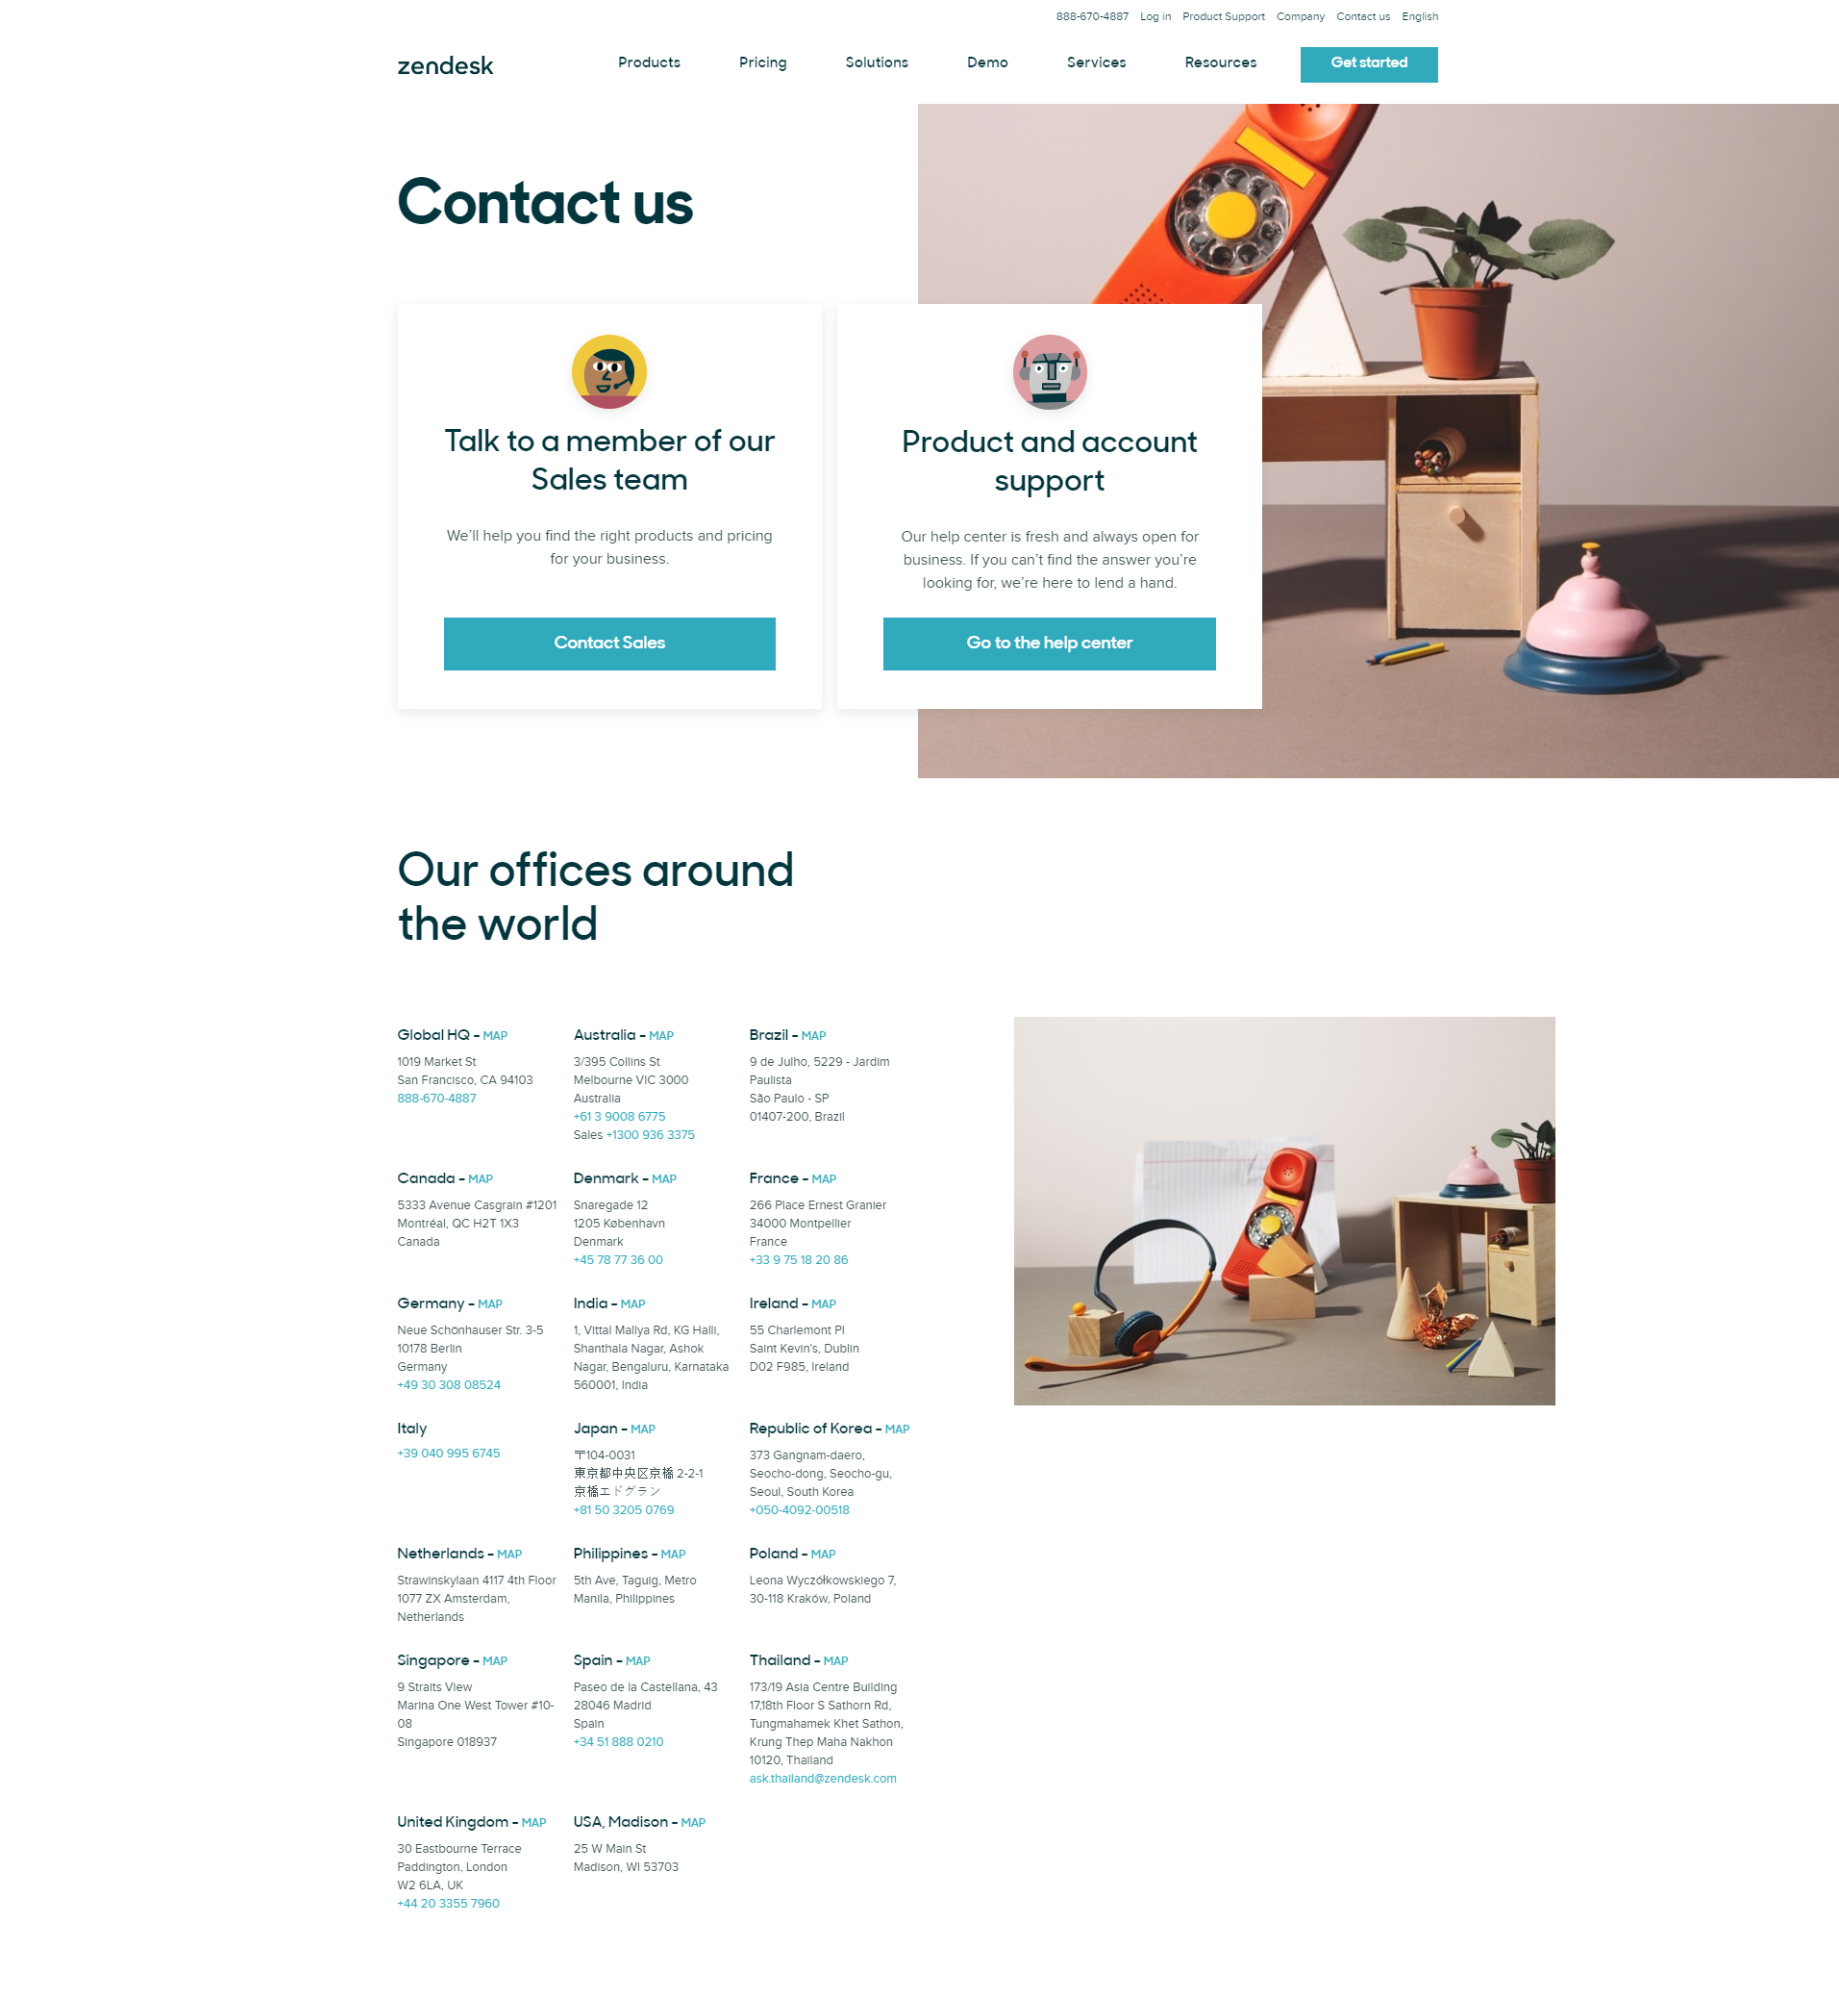 888-670-4887 Log in Product Support Company Contact us English
zendesk Products Pricing Solutions Demo Services Resources Get started
Contact us
Talk to a member of our
Sales team
We’ll help you find the right products and pricing
for your business.
Contact Sales
Product and account
support
Our help center is fresh and always open for
business. If you can’t find the answer you’re
looking for, we’re here to lend a hand.
Go to the help center
Our offices around
the world
Global HQ - MAP
1019 Market St
San Francisco, CA 94103
888-670-4887
Australia - MAP
3/395 Collins St
Melbourne VIC 3000
Australia
+61 3 9008 6775
Sales +1300 936 3375
Brazil - MAP
9 de Julho, 5229 - Jardim
Paulista
São Paulo - SP
01407-200, Brazil
Canada - MAP
5333 Avenue Casgrain #1201
Montréal, QC H2T 1X3
Canada
Denmark - MAP
Snaregade 12
1205 København
Denmark
+45 78 77 36 00
France - MAP
266 Place Ernest Granier
34000 Montpellier
France
+33 9 75 18 20 86
Germany - MAP
Neue Schönhauser Str. 3-5
10178 Berlin
Germany
+49 30 308 08524
India - MAP
1, Vittal Mallya Rd, KG Halli,
Shanthala Nagar, Ashok
Nagar, Bengaluru, Karnataka
560001, India
Ireland - MAP
55 Charlemont Pl
Saint Kevin’s, Dublin
D02 F985, Ireland
Italy
+39 040 995 6745
Japan - MAP
〒104-0031
東京都中央区京橋 2-2-1
京橋エドグラン
+81 50 3205 0769
Republic of Korea - MAP
373 Gangnam-daero,
Seocho-dong, Seocho-gu,
Seoul, South Korea
+050-4092-00518
Netherlands - MAP
Strawinskylaan 4117 4th Floor
1077 ZX Amsterdam,
Netherlands
Philippines - MAP
5th Ave, Taguig, Metro
Manila, Philippines
Poland - MAP
Leona Wyczółkowskiego 7,
30-118 Kraków, Poland
Singapore - MAP
9 Straits View
Marina One West Tower #10-
08
Singapore 018937
Spain - MAP
Paseo de la Castellana, 43
28046 Madrid
Spain
+34 51 888 0210
Thailand - MAP
173/19 Asia Centre Building
17,18th Floor S Sathorn Rd,
Tungmahamek Khet Sathon,
Krung Thep Maha Nakhon
10120, Thailand
ask.thailand@zendesk.com
United Kingdom - MAP
30 Eastbourne Terrace
Paddington, London
W2 6LA, UK
+44 20 3355 7960
USA, Madison - MAP
25 W Main St
Madison, WI 53703